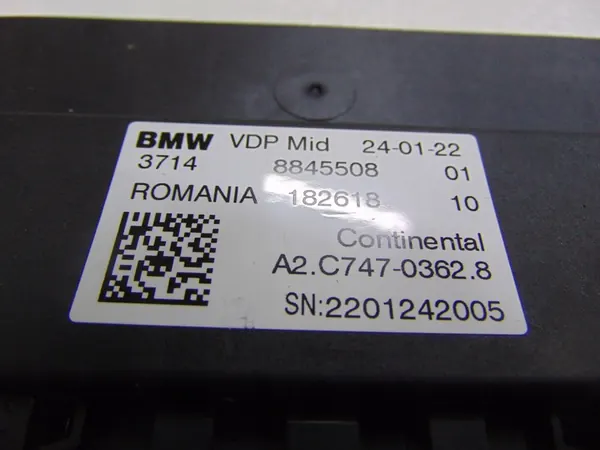 BMW VDP Mid 24-01-22
3714 8845508 01
ROMANIA 182618 10
Continental
A2.C747-0362.8
SN:2201242005